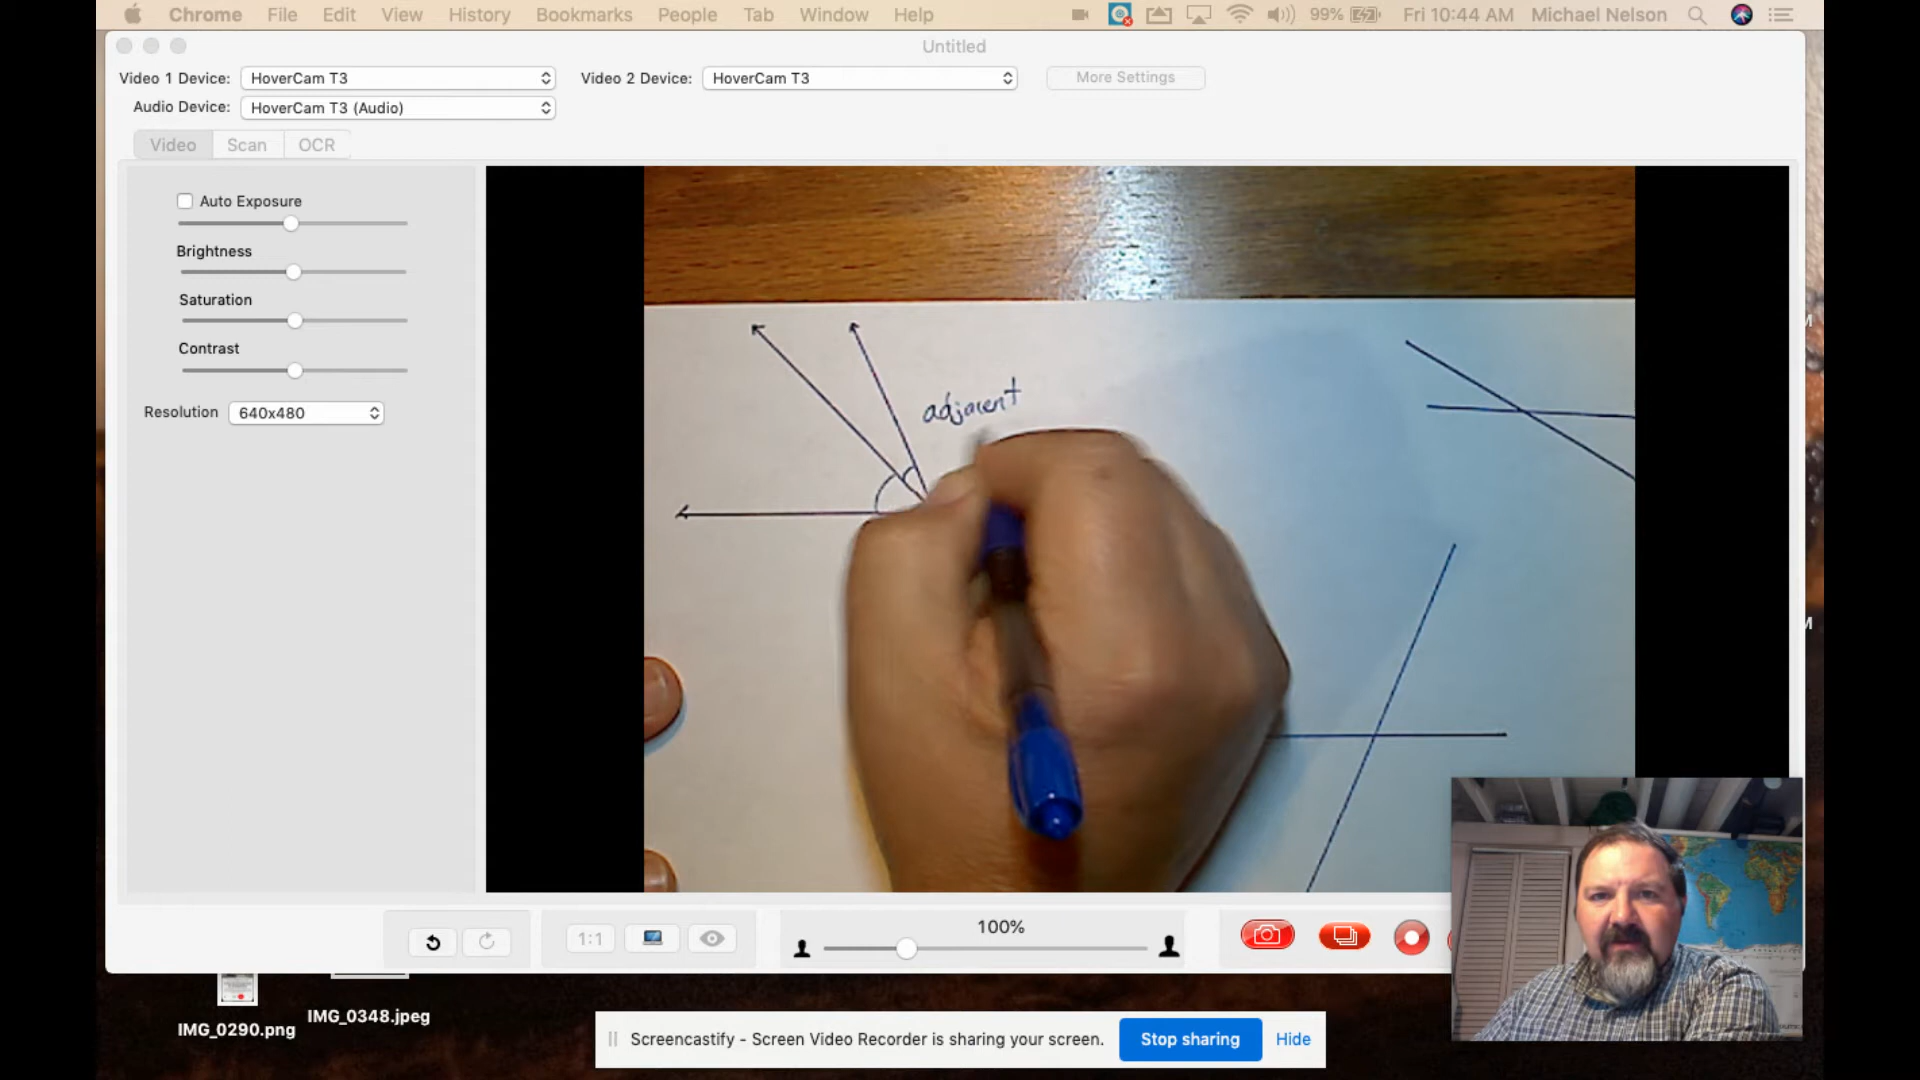 Chrome File Edit View History Bookmarks People Tab Window Help 99% Fri 10:44 AM Michael Nelson
Untitled
Video 1 Device: HoverCam T3 Video 2 Device: HoverCam T3 More Settings
Audio Device: HoverCam T3 (Audio)
Video Scan OCR
Auto Exposure
Brightness
Saturation
Contrast
Resolution 640x480
adjacent
M
M
1:1
100%
IMG_0290.png
IMG_0348.jpeg
Screencastify - Screen Video Recorder is sharing your screen. Stop sharing Hide